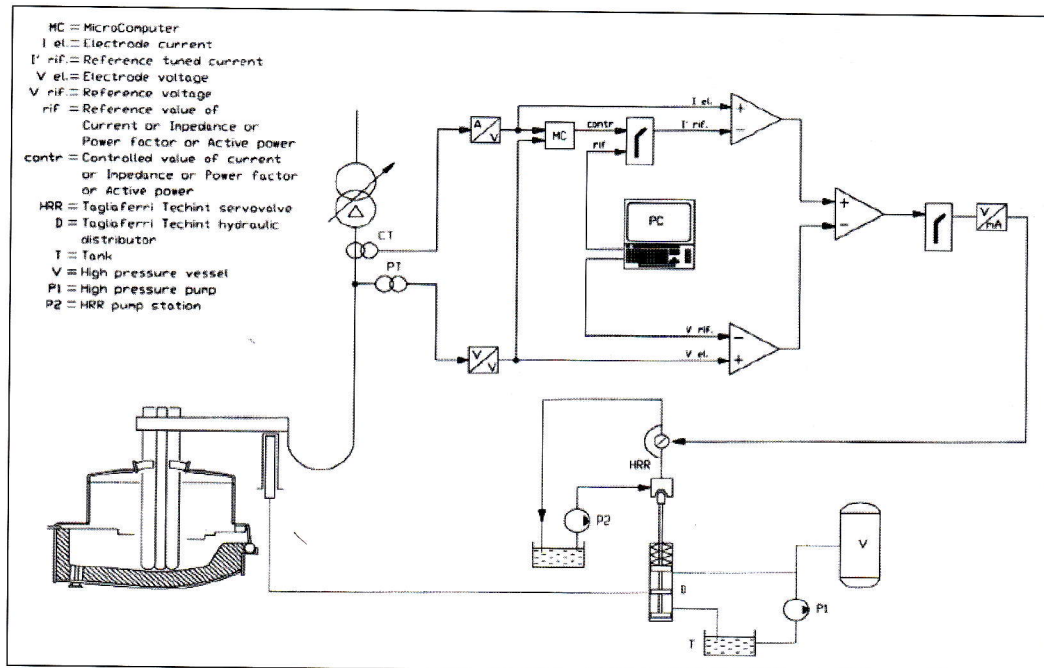 MC = MicroComputer
I el. = Electrode current
I' rif. = Reference tuned current
V el. = Electrode voltage
V rif. = Reference voltage
rif = Reference value of
Current or Inpedance or
Power factor or Active power
contr = Controlled value of current
or Inpedance or Power factor
or Active power
HRR = Tagliaferri Techint servovalve
D = Tagliaferri Techint hydraulic
distributor
T = Tank
V = High pressure vessel
P1 = High pressure pump
P2 = HRR pump station
A
V
MC
contr
rif
I el.
I' rif.
+
−
CT
PT
PC
+
−
V
mA
V
V
V rif.
V el.
−
+
HRR
P2
D
V
P1
T